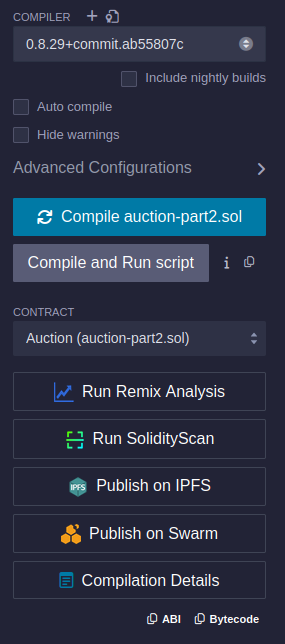 COMPILER
0.8.29+commit.ab55807c
Include nightly builds
Auto compile
Hide warnings
Advanced Configurations
Compile auction-part2.sol
Compile and Run script
CONTRACT
Auction (auction-part2.sol)
Run Remix Analysis
Run SolidityScan
IPFS Publish on IPFS
Publish on Swarm
Compilation Details
ABI Bytecode